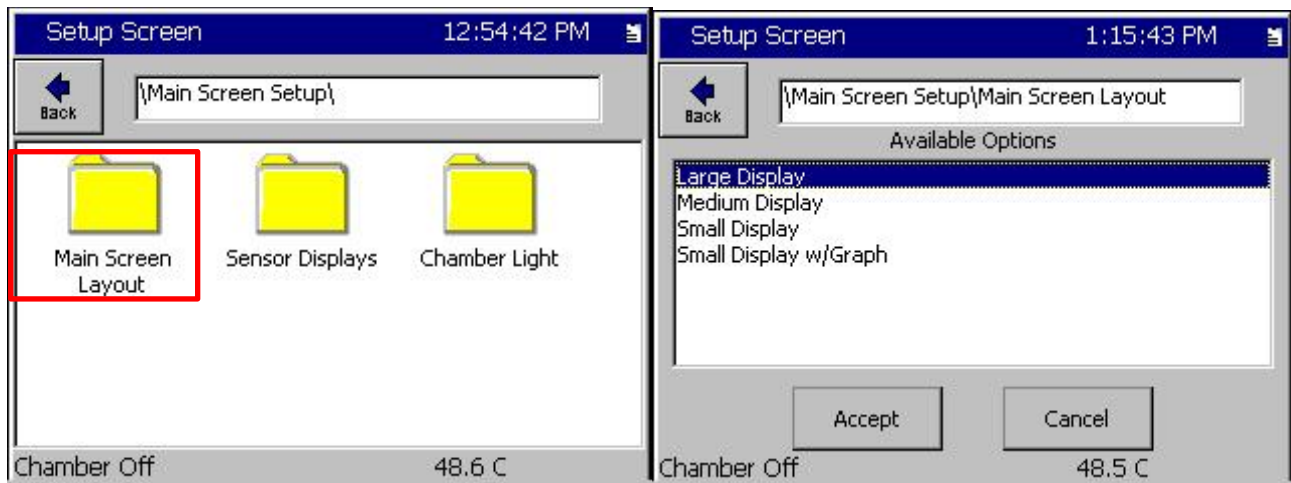 Setup Screen 12:54:42 PM
Back
\Main Screen Setup\
Main Screen Layout
Sensor Displays
Chamber Light
Chamber Off 48.6 C
Setup Screen 1:15:43 PM
Back
\Main Screen Setup\Main Screen Layout
Available Options
Large Display
Medium Display
Small Display
Small Display w/Graph
Accept Cancel
Chamber Off 48.5 C